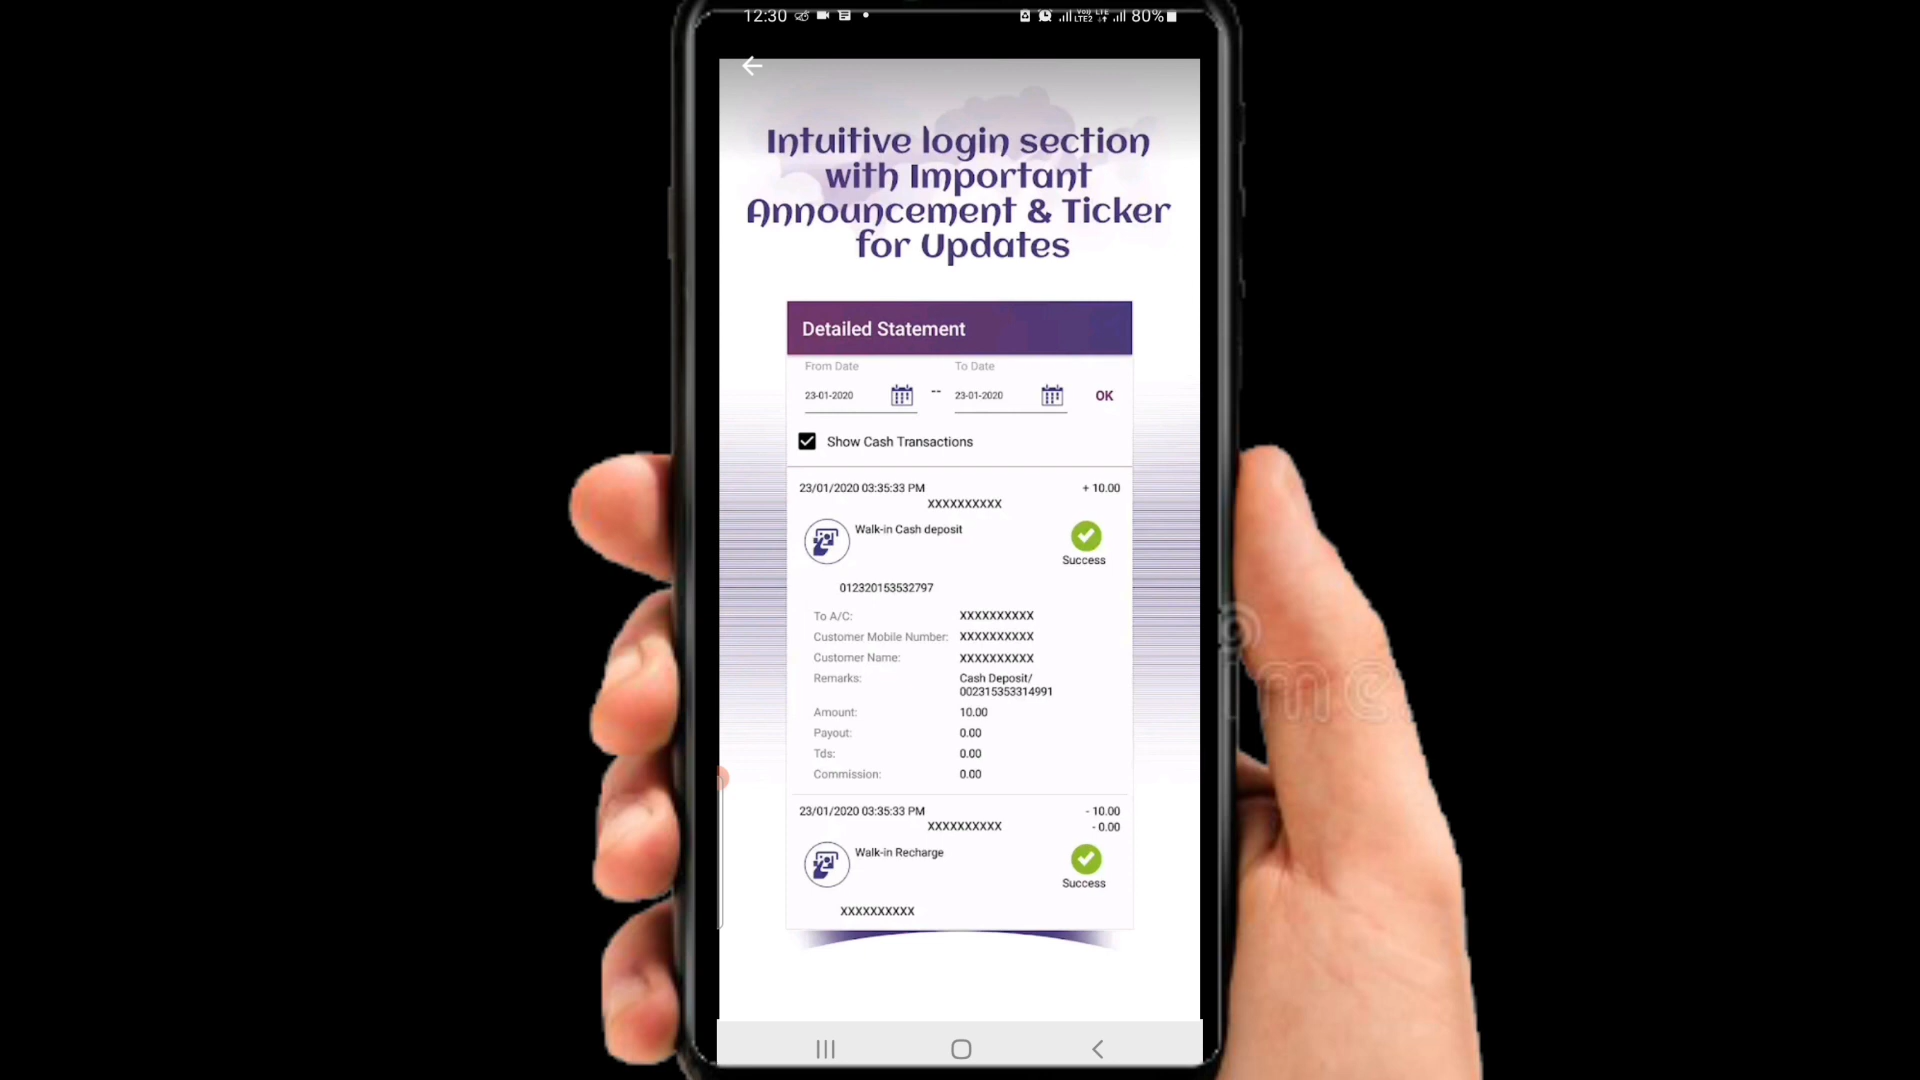 12:30 Voo) LTE LTE2 80%
Intuitive login section
with Important
Announcement & Ticker
for Updates
Detailed Statement
From Date To Date
23-01-2020 -- 23-01-2020 OK
Show Cash Transactions
23/01/2020 03:35:33 PM + 10.00
XXXXXXXXXX
Walk-in Cash deposit
Success
012320153532797
To A/C: XXXXXXXXXX
Customer Mobile Number: XXXXXXXXXX
Customer Name: XXXXXXXXXX
Remarks: Cash Deposit/
002315353314991
Amount: 10.00
Payout: 0.00
Tds: 0.00
Commission: 0.00
23/01/2020 03:35:33 PM - 10.00
XXXXXXXXXX - 0.00
Walk-in Recharge
Success
XXXXXXXXXX